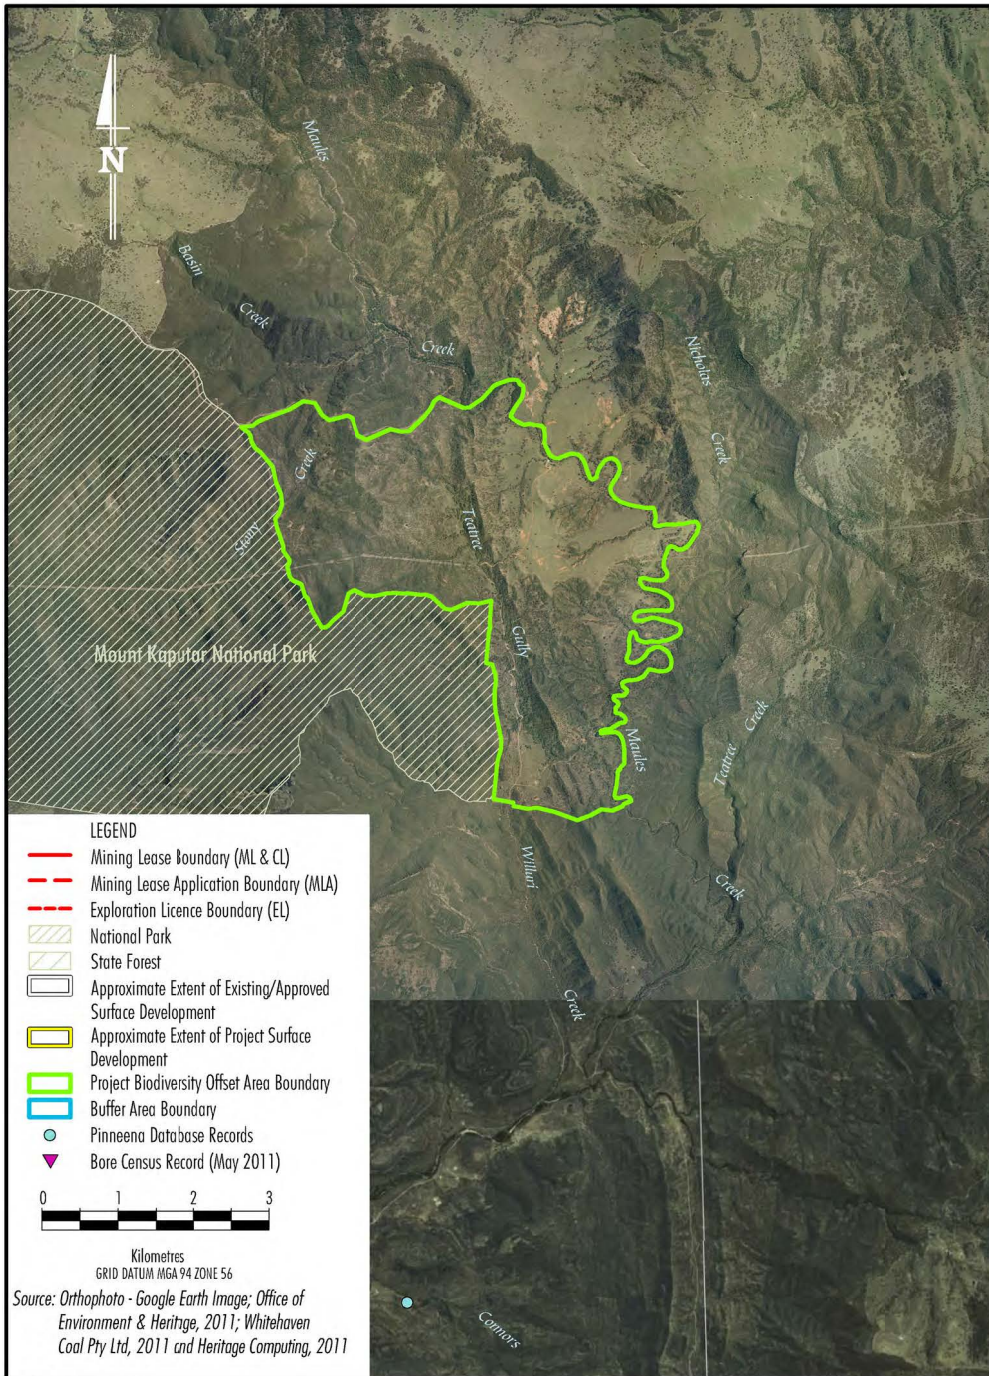 N
Maules
Basin
Creek
Creek
Nicholas
Creek
Creek
Stony
Teatree
Gully
Mount Kaputar National Park
Creek
Teatree
Maules
Willuri
Creek
Creek
Connors
LEGEND
Mining Lease Boundary (ML & CL)
Mining Lease Application Boundary (MLA)
Exploration Licence Boundary (EL)
National Park
State Forest
Approximate Extent of Existing/Approved
Surface Development
Approximate Extent of Project Surface
Development
Project Biodiversity Offset Area Boundary
Buffer Area Boundary
Pinneena Database Records
Bore Census Record (May 2011)
0 1 2 3
Kilometres
GRID DATUM MGA 94 ZONE 56
Source: Orthophoto - Google Earth Image; Office of
Environment & Heritage, 2011; Whitehaven
Coal Pty Ltd, 2011 and Heritage Computing, 2011